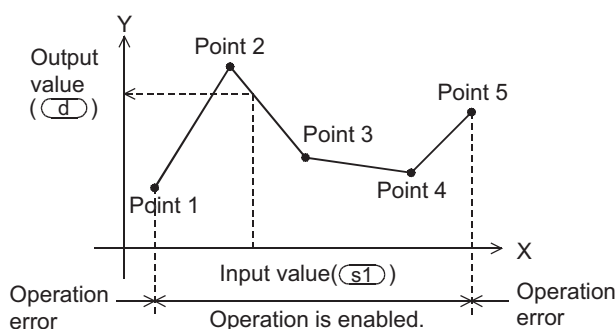 Y
Point 2
Output
value
( d )
Point 5
Point 3
Point 1
Point 4
X
Input value( s1 )
Operation
error
Operation is enabled.
Operation
error